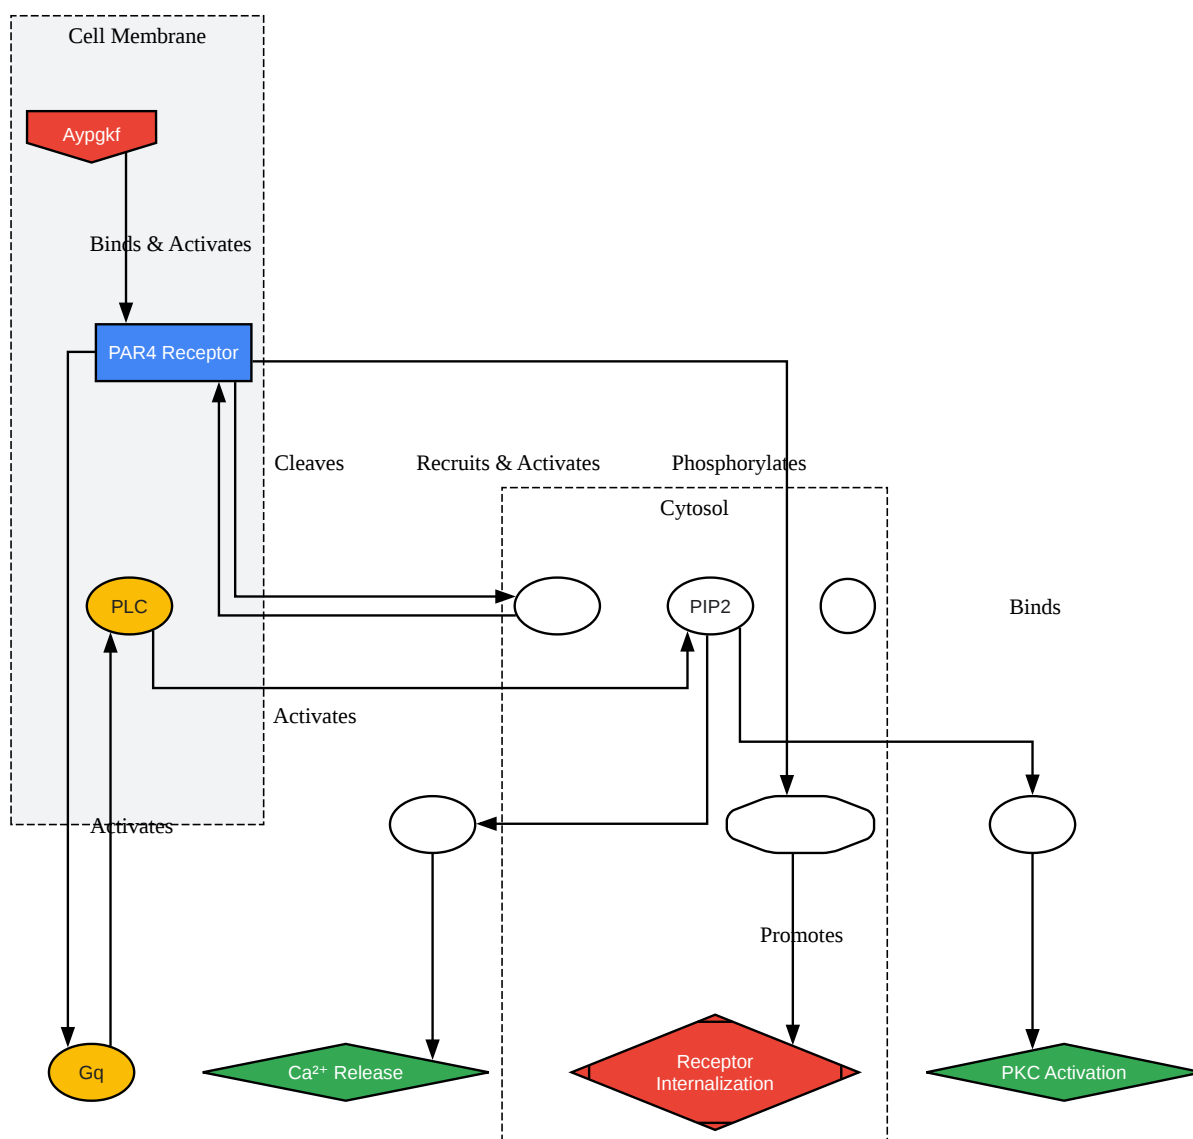 Cell Membrane
Aypgkf
Binds & Activates
PAR4 Receptor
Cleaves
Recruits & Activates
Phosphorylates
Cytosol
PLC
PIP2
Binds
Activates
Activates
Promotes
Gq
Ca²⁺ Release
Receptor
Internalization
PKC Activation